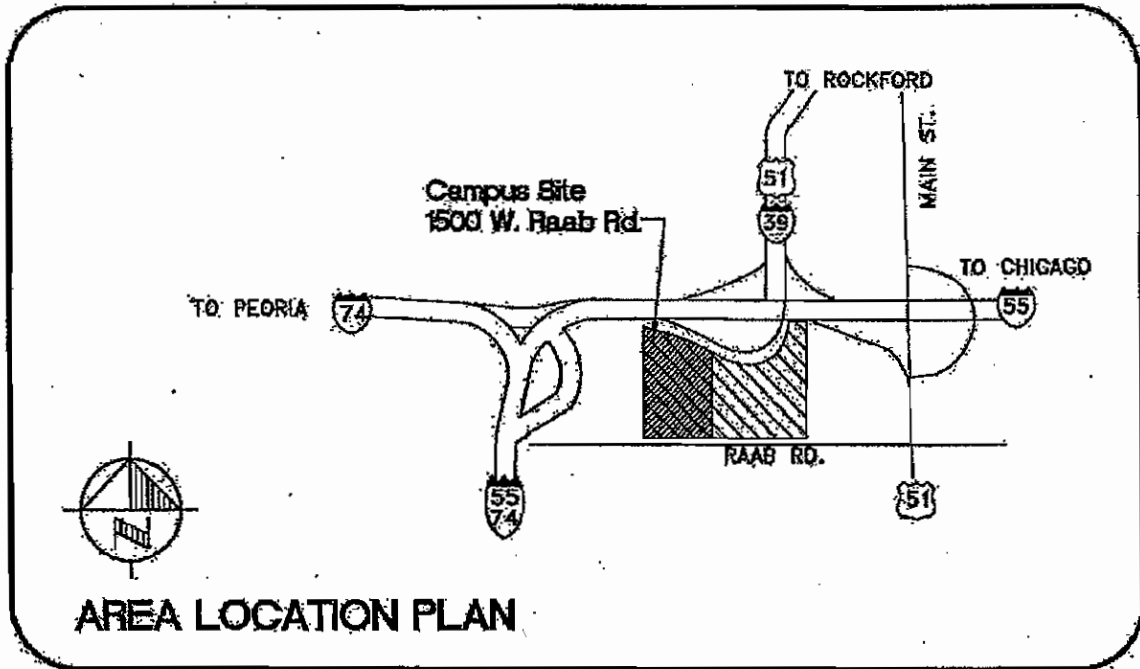 TO ROCKFORD
MAIN ST.
51
39
Campus Site
1500 W. Raab Rd.
TO CHICAGO
TO PEORIA
74
55
RAAB RD.
55
74
51
N
AREA LOCATION PLAN